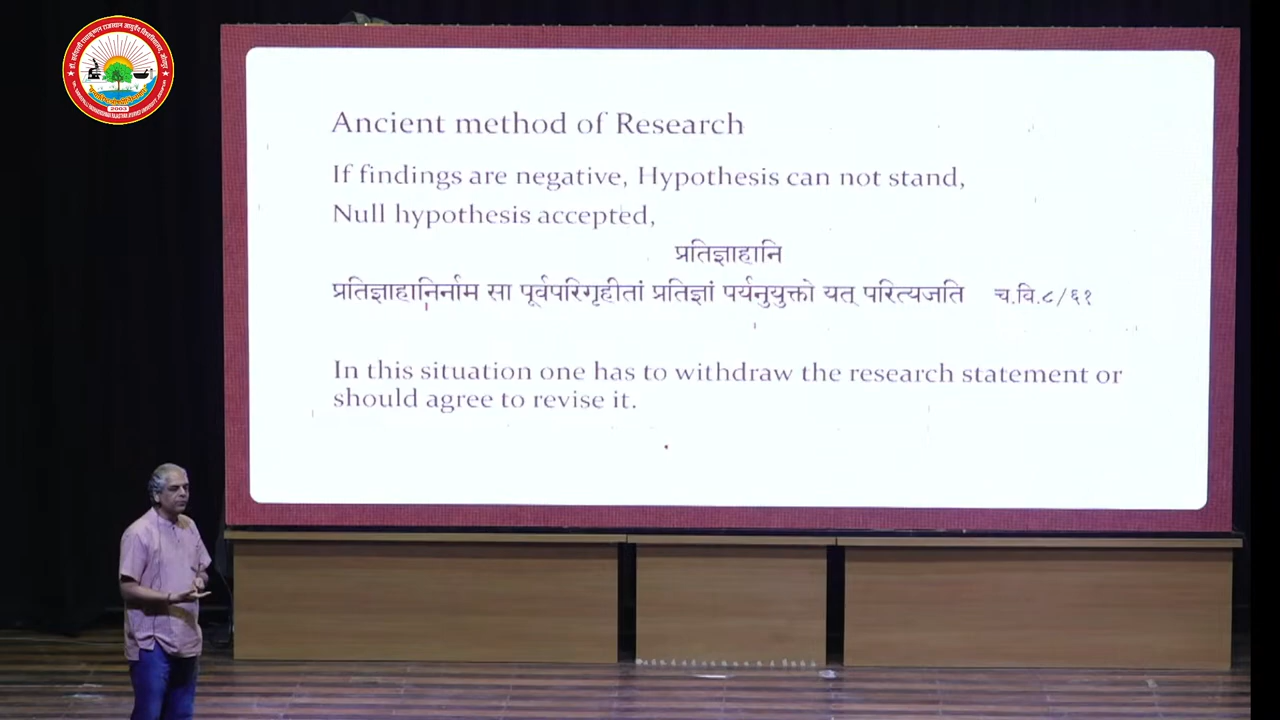 Ancient method of Research
If findings are negative, Hypothesis can not stand,
Null hypothesis accepted,
प्रतिज्ञाहानि
प्रतिज्ञाहानिर्नाम सा पूर्वपरिगृहीतां प्रतिज्ञां पर्यनुयुक्तो यत् परित्यजति च.वि.८/६१
In this situation one has to withdraw the research statement or
should agree to revise it.
2003